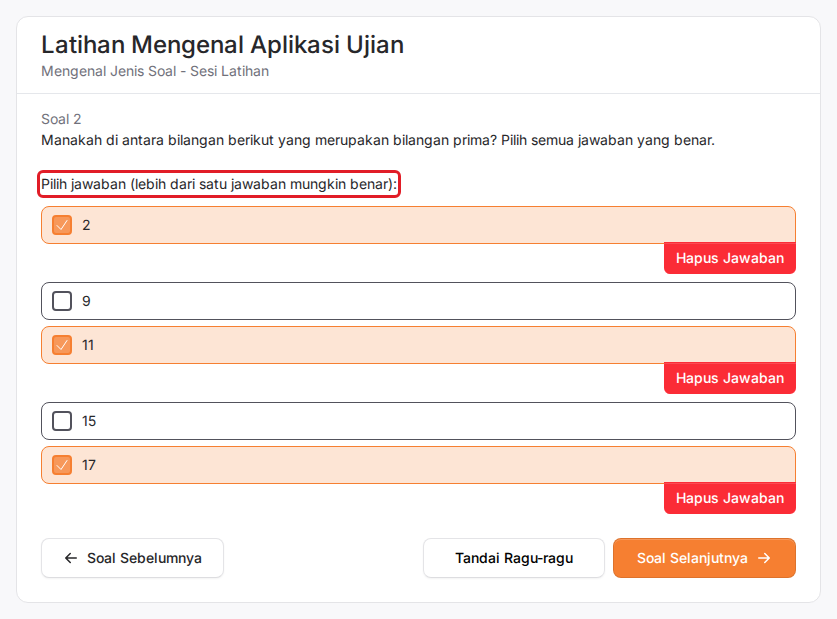 Latihan Mengenal Aplikasi Ujian
Mengenal Jenis Soal - Sesi Latihan
Soal 2
Manakah di antara bilangan berikut yang merupakan bilangan prima? Pilih semua jawaban yang benar.
Pilih jawaban (lebih dari satu jawaban mungkin benar):
2
Hapus Jawaban
9
11
Hapus Jawaban
15
17
Hapus Jawaban
Soal Sebelumnya
Tandai Ragu-ragu
Soal Selanjutnya